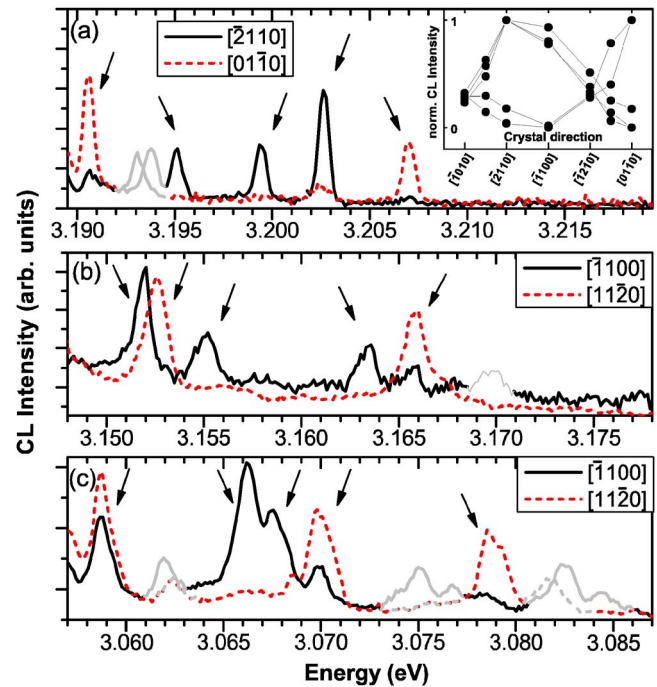 (a)
[2̄110]
[011̄0]
norm. CL Intensity
1
0
Crystal direction
[1̄010]
[2̄110]
[1̄100]
[1̄21̄0]
[011̄0]
3.190 3.195 3.200 3.205 3.210 3.215
(b)
[1̄100]
[112̄0]
3.150 3.155 3.160 3.165 3.170 3.175
CL Intensity (arb. units)
(c)
[1̄100]
[112̄0]
3.060 3.065 3.070 3.075 3.080 3.085
Energy (eV)